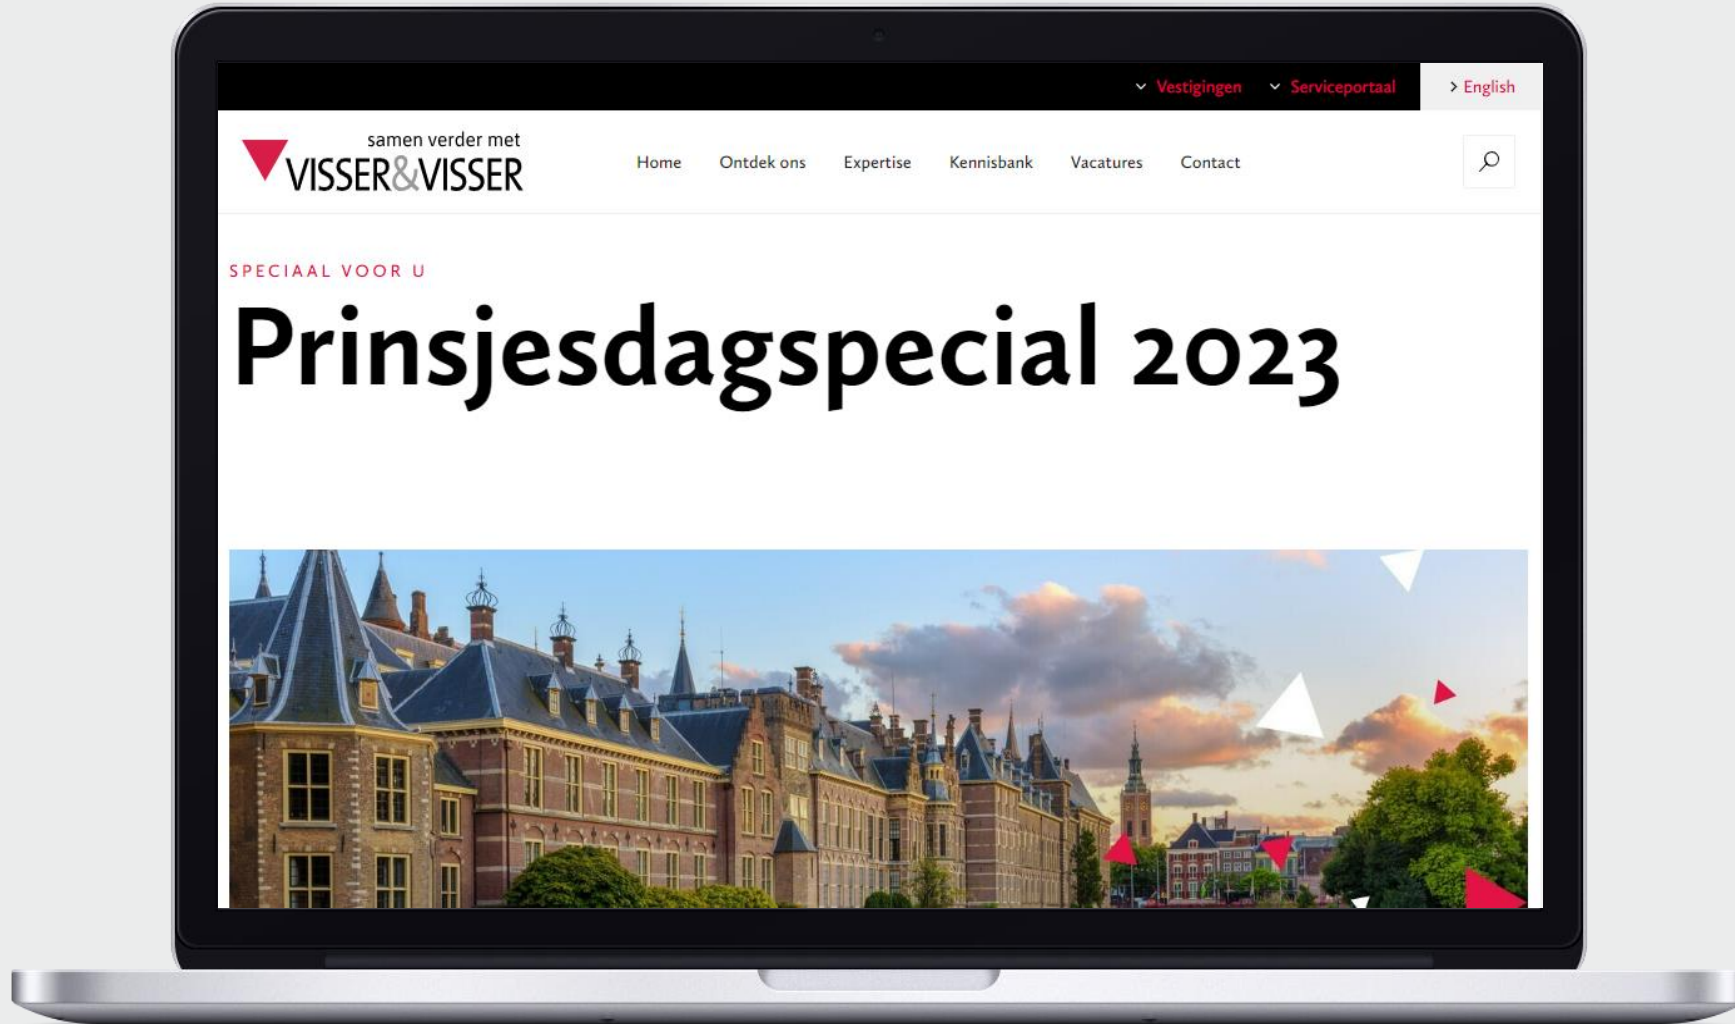 Vestigingen Serviceportaal English
samen verder met
VISSER&VISSER
Home Ontdek ons Expertise Kennisbank Vacatures Contact
SPECIAAL VOOR U
Prinsjesdagspecial 2023